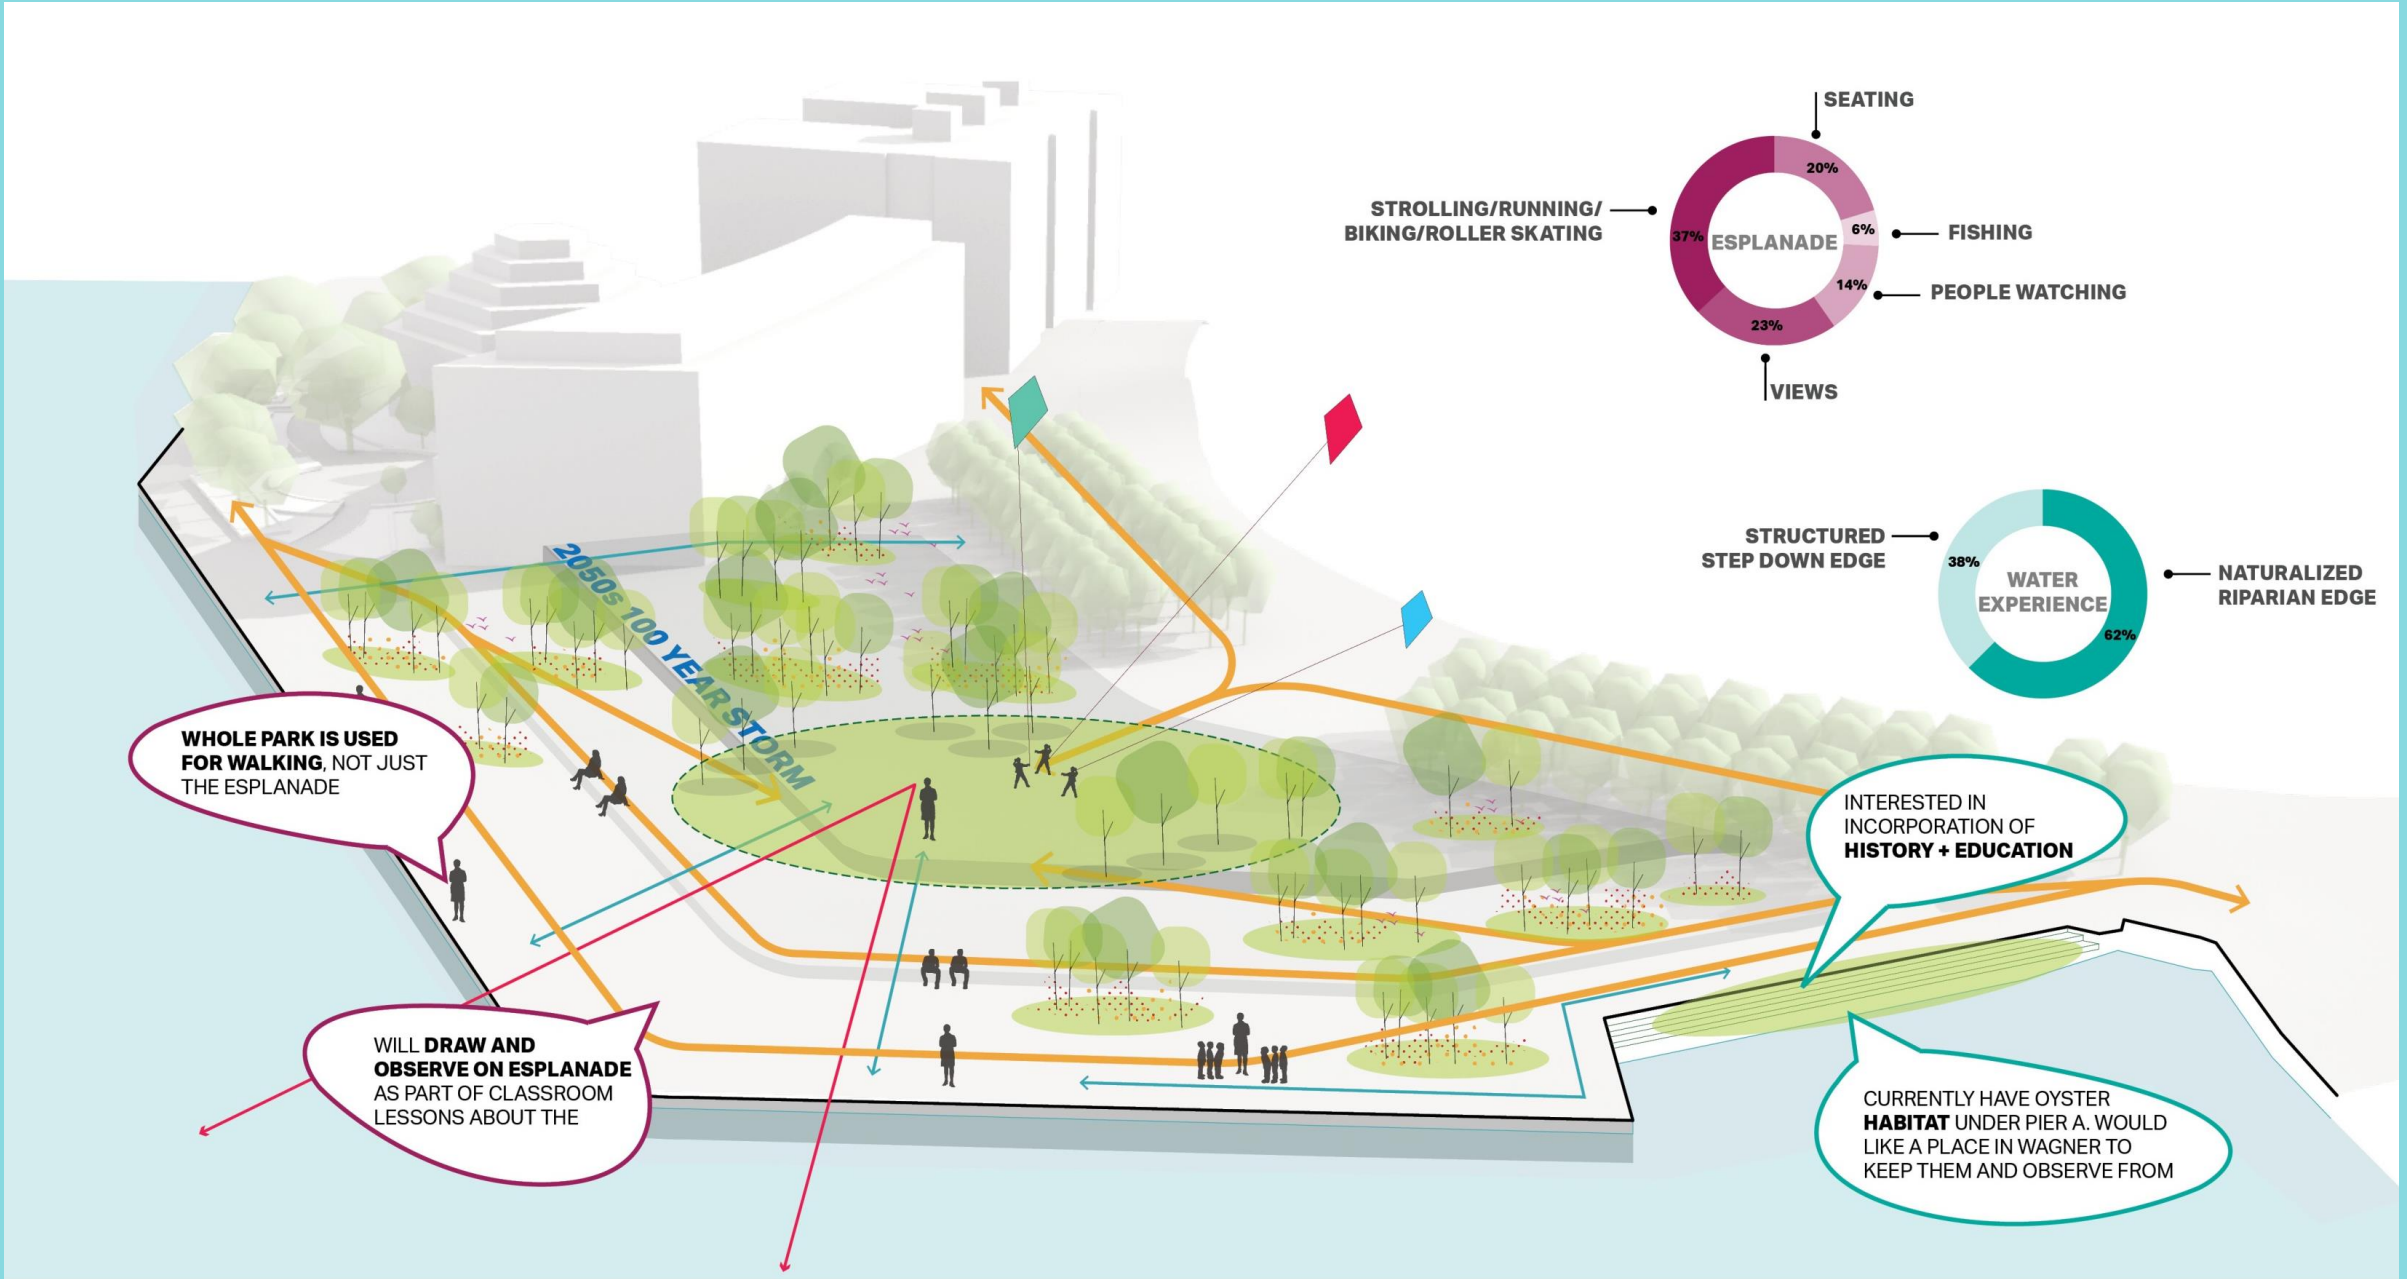 SEATING
20%
STROLLING/RUNNING/
BIKING/ROLLER SKATING
37%
ESPLANADE
6%
FISHING
14%
PEOPLE WATCHING
23%
VIEWS
STRUCTURED
STEP DOWN EDGE
38%
WATER
EXPERIENCE
NATURALIZED
RIPARIAN EDGE
62%
2050S 100 YEAR STORM
WHOLE PARK IS USED
FOR WALKING, NOT JUST
THE ESPLANADE
INTERESTED IN
INCORPORATION OF
HISTORY + EDUCATION
WILL DRAW AND
OBSERVE ON ESPLANADE
AS PART OF CLASSROOM
LESSONS ABOUT THE
CURRENTLY HAVE OYSTER
HABITAT UNDER PIER A. WOULD
LIKE A PLACE IN WAGNER TO
KEEP THEM AND OBSERVE FROM